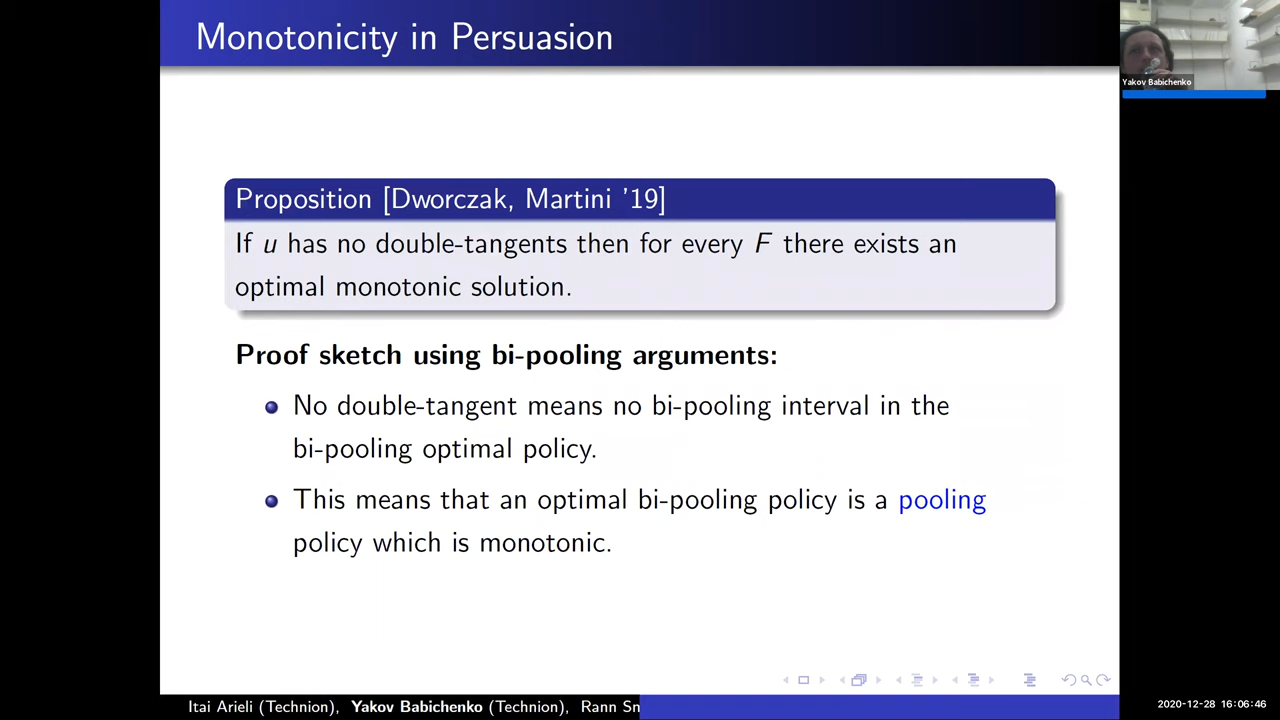 Monotonicity in Persuasion
Yakov Babichenko
Proposition [Dworczak, Martini '19]
If u has no double-tangents then for every F there exists an
optimal monotonic solution.
Proof sketch using bi-pooling arguments:
No double-tangent means no bi-pooling interval in the
bi-pooling optimal policy.
This means that an optimal bi-pooling policy is a pooling
policy which is monotonic.
Itai Arieli (Technion), Yakov Babichenko (Technion), Rann Sm
2020-12-28 16:06:46